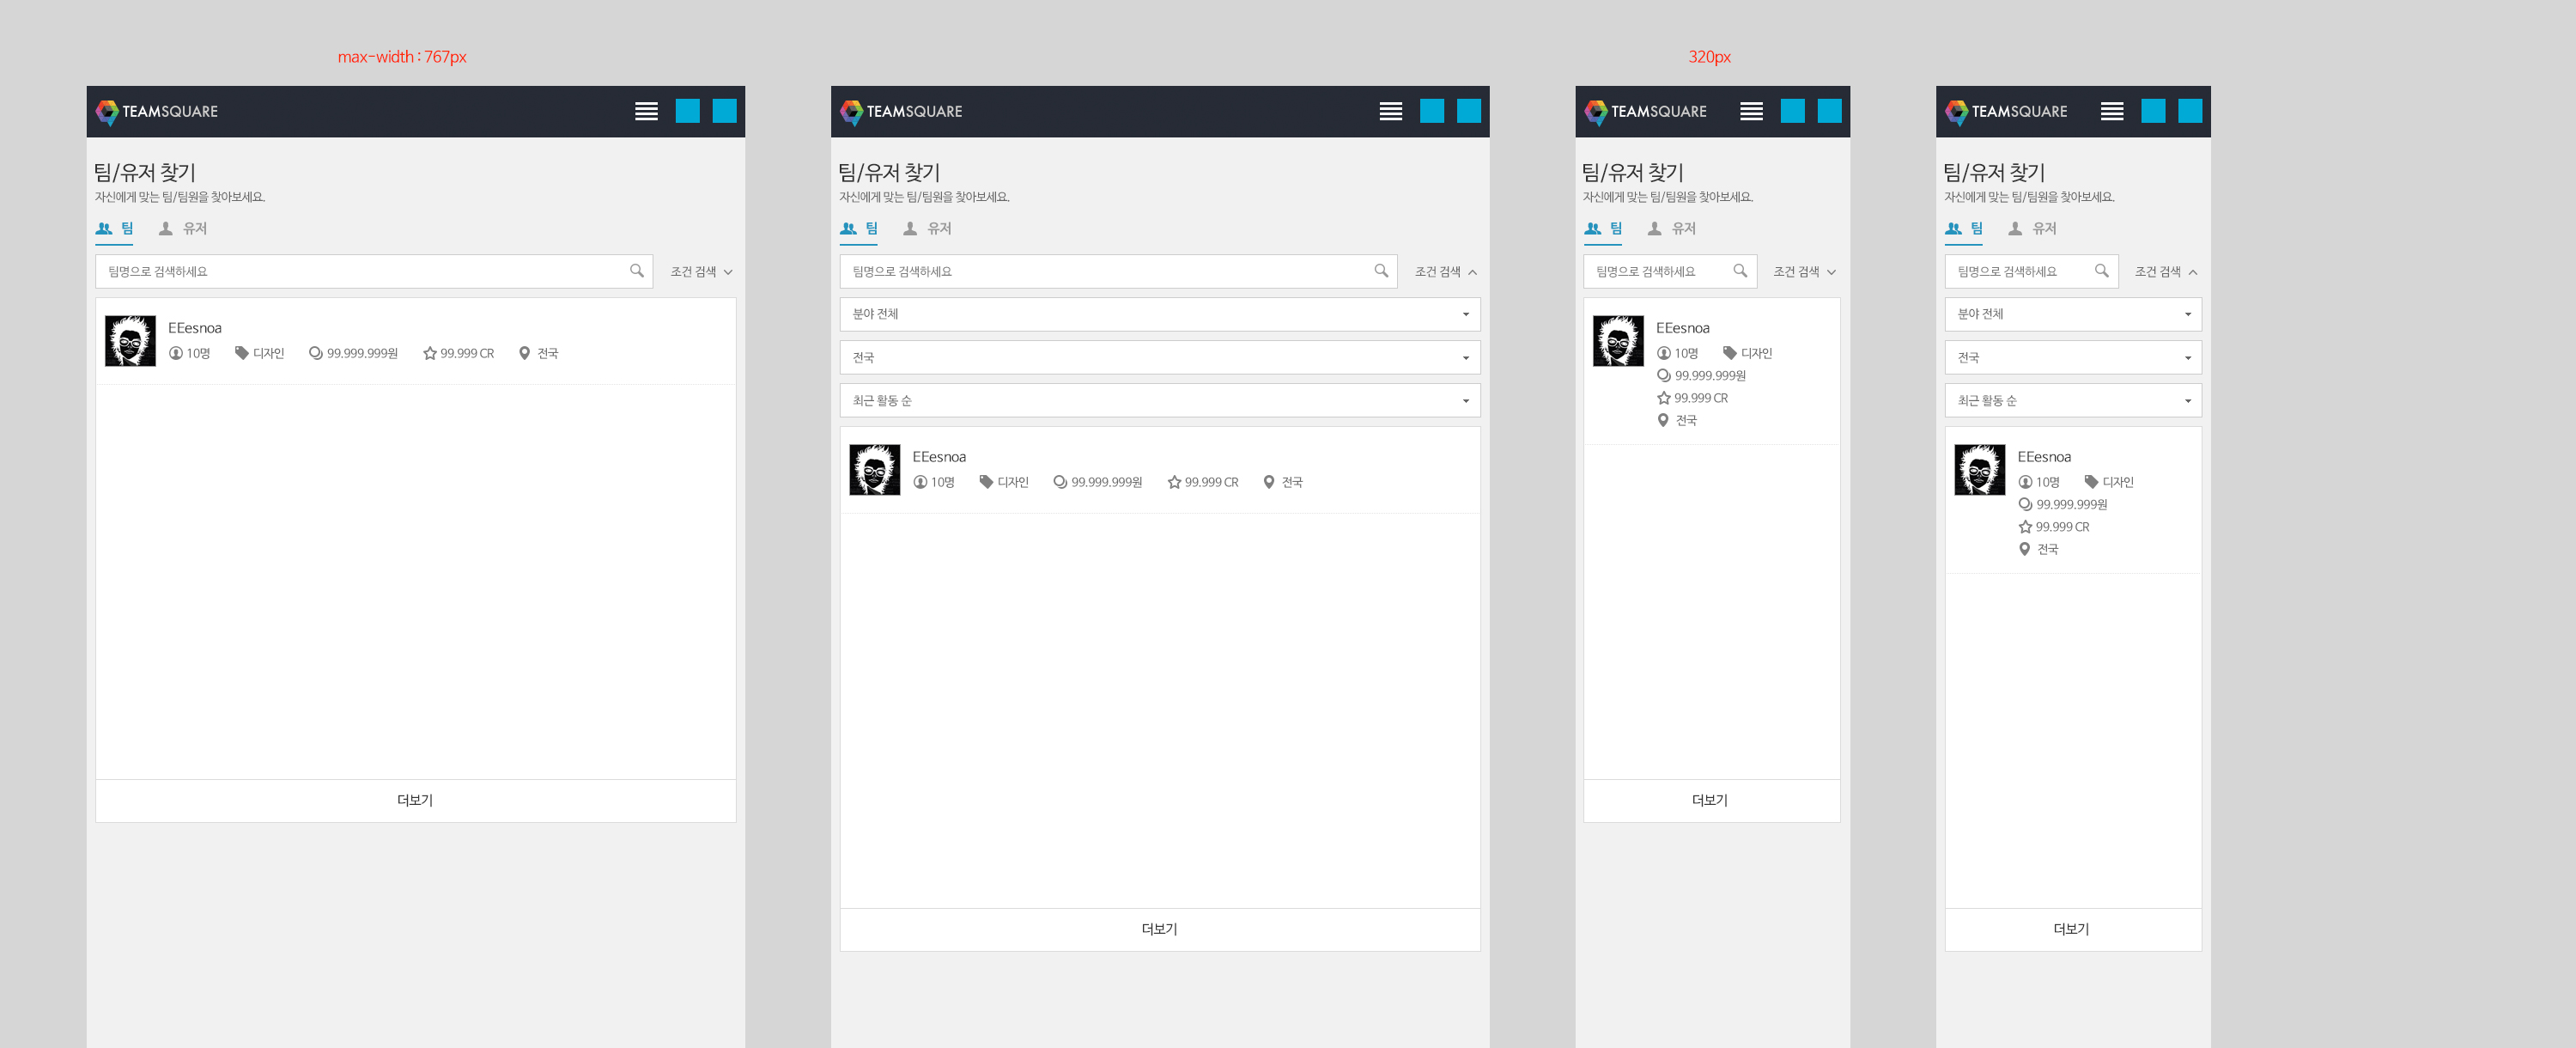 max-width : 767px
TEAMSQUARE
팀/유저 찾기
자신에게 맞는 팀/팀원을 찾아보세요.
팀 유저
팀명으로 검색하세요 조건 검색
EEesnoa
10명 디자인 99.999.999원 99.999 CR 전국
더보기
TEAMSQUARE
팀/유저 찾기
자신에게 맞는 팀/팀원을 찾아보세요.
팀 유저
팀명으로 검색하세요 조건 검색
분야 전체
전국
최근 활동 순
EEesnoa
10명 디자인 99.999.999원 99.999 CR 전국
더보기
320px
TEAMSQUARE
팀/유저 찾기
자신에게 맞는 팀/팀원을 찾아보세요.
팀 유저
팀명으로 검색하세요 조건 검색
EEesnoa
10명 디자인
99.999.999원
99.999 CR
전국
더보기
TEAMSQUARE
팀/유저 찾기
자신에게 맞는 팀/팀원을 찾아보세요.
팀 유저
팀명으로 검색하세요 조건 검색
분야 전체
전국
최근 활동 순
EEesnoa
10명 디자인
99.999.999원
99.999 CR
전국
더보기